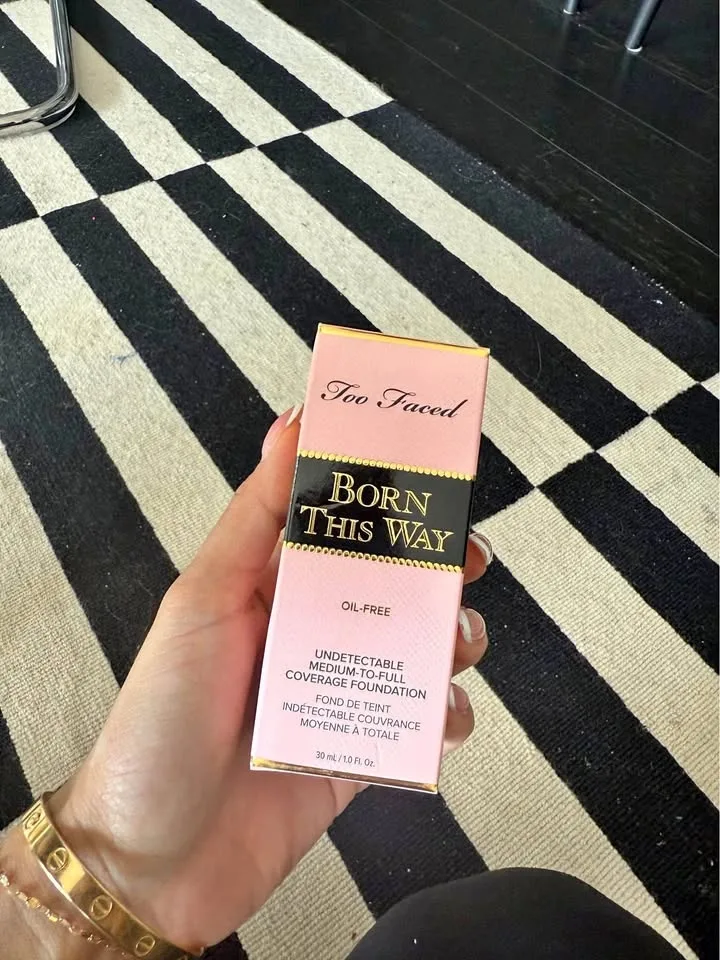 Too Faced
BORN
THIS WAY
OIL-FREE
UNDETECTABLE
MEDIUM-TO-FULL
COVERAGE FOUNDATION
FOND DE TEINT
INDÉTECTABLE COUVRANCE
MOYENNE À TOTALE
30 mL / 1.0 Fl. Oz.